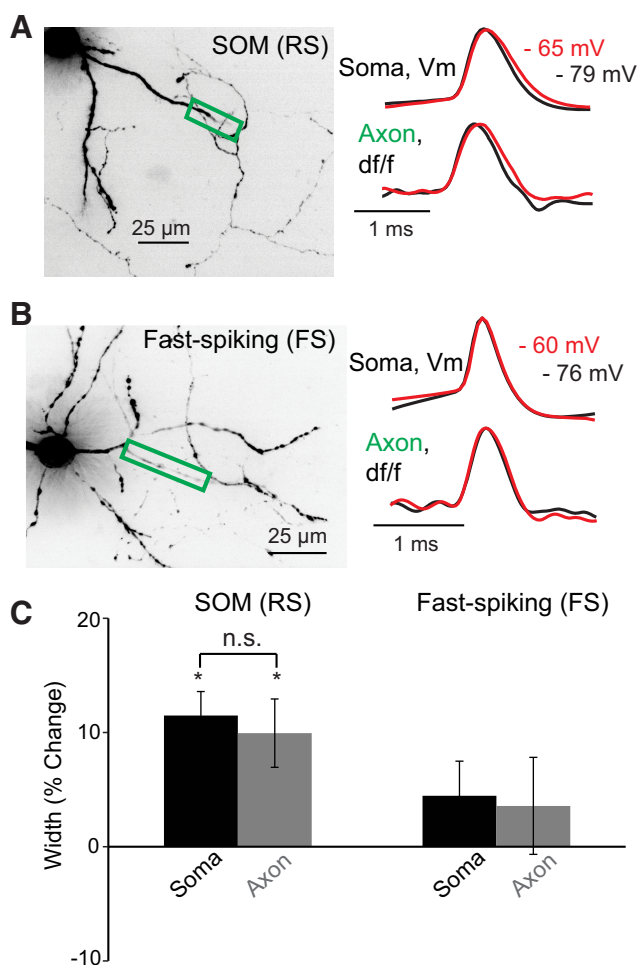 A
SOM (RS)
25 µm
Soma, Vm
- 65 mV
- 79 mV
Axon,
df/f
1 ms
B
Fast-spiking (FS)
25 µm
Soma, Vm
- 60 mV
- 76 mV
Axon,
df/f
1 ms
C
SOM (RS)
Fast-spiking (FS)
n.s.
* *
Width (% Change)
20
10
0
-10
Soma
Axon
Soma
Axon